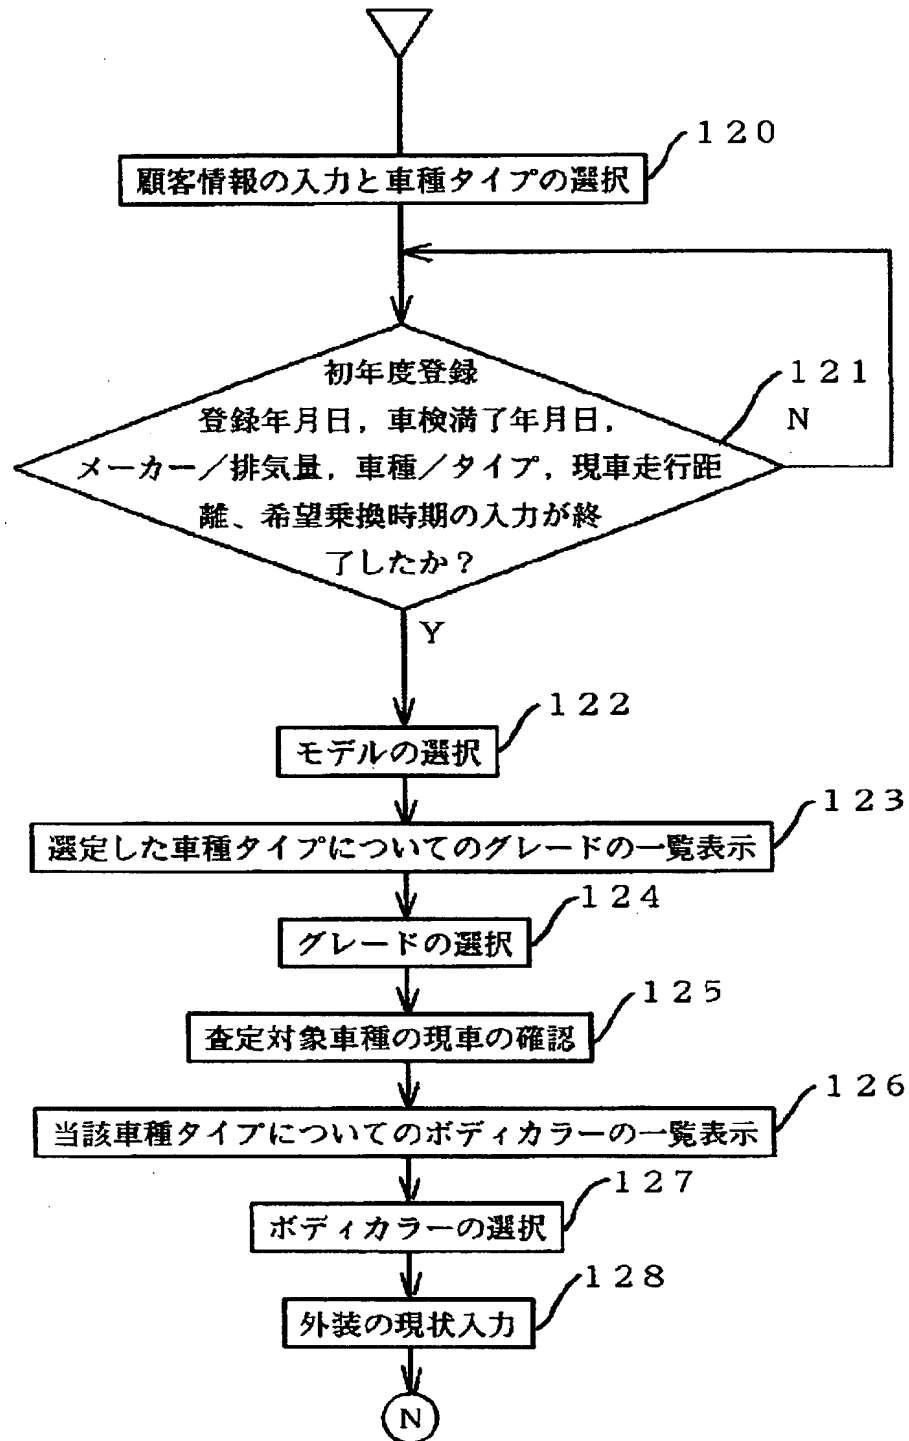 120
顧客情報の入力と車種タイプの選択
初年度登録
121
登録年月日，車検満了年月日，
N
メーカー／排気量，車種／タイプ，現車走行距
離、希望乗換時期の入力が終
了したか？
Y
122
モデルの選択
123
選定した車種タイプについてのグレードの一覧表示
124
グレードの選択
125
査定対象車種の現車の確認
126
当該車種タイプについてのボディカラーの一覧表示
127
ボディカラーの選択
128
外装の現状入力
N